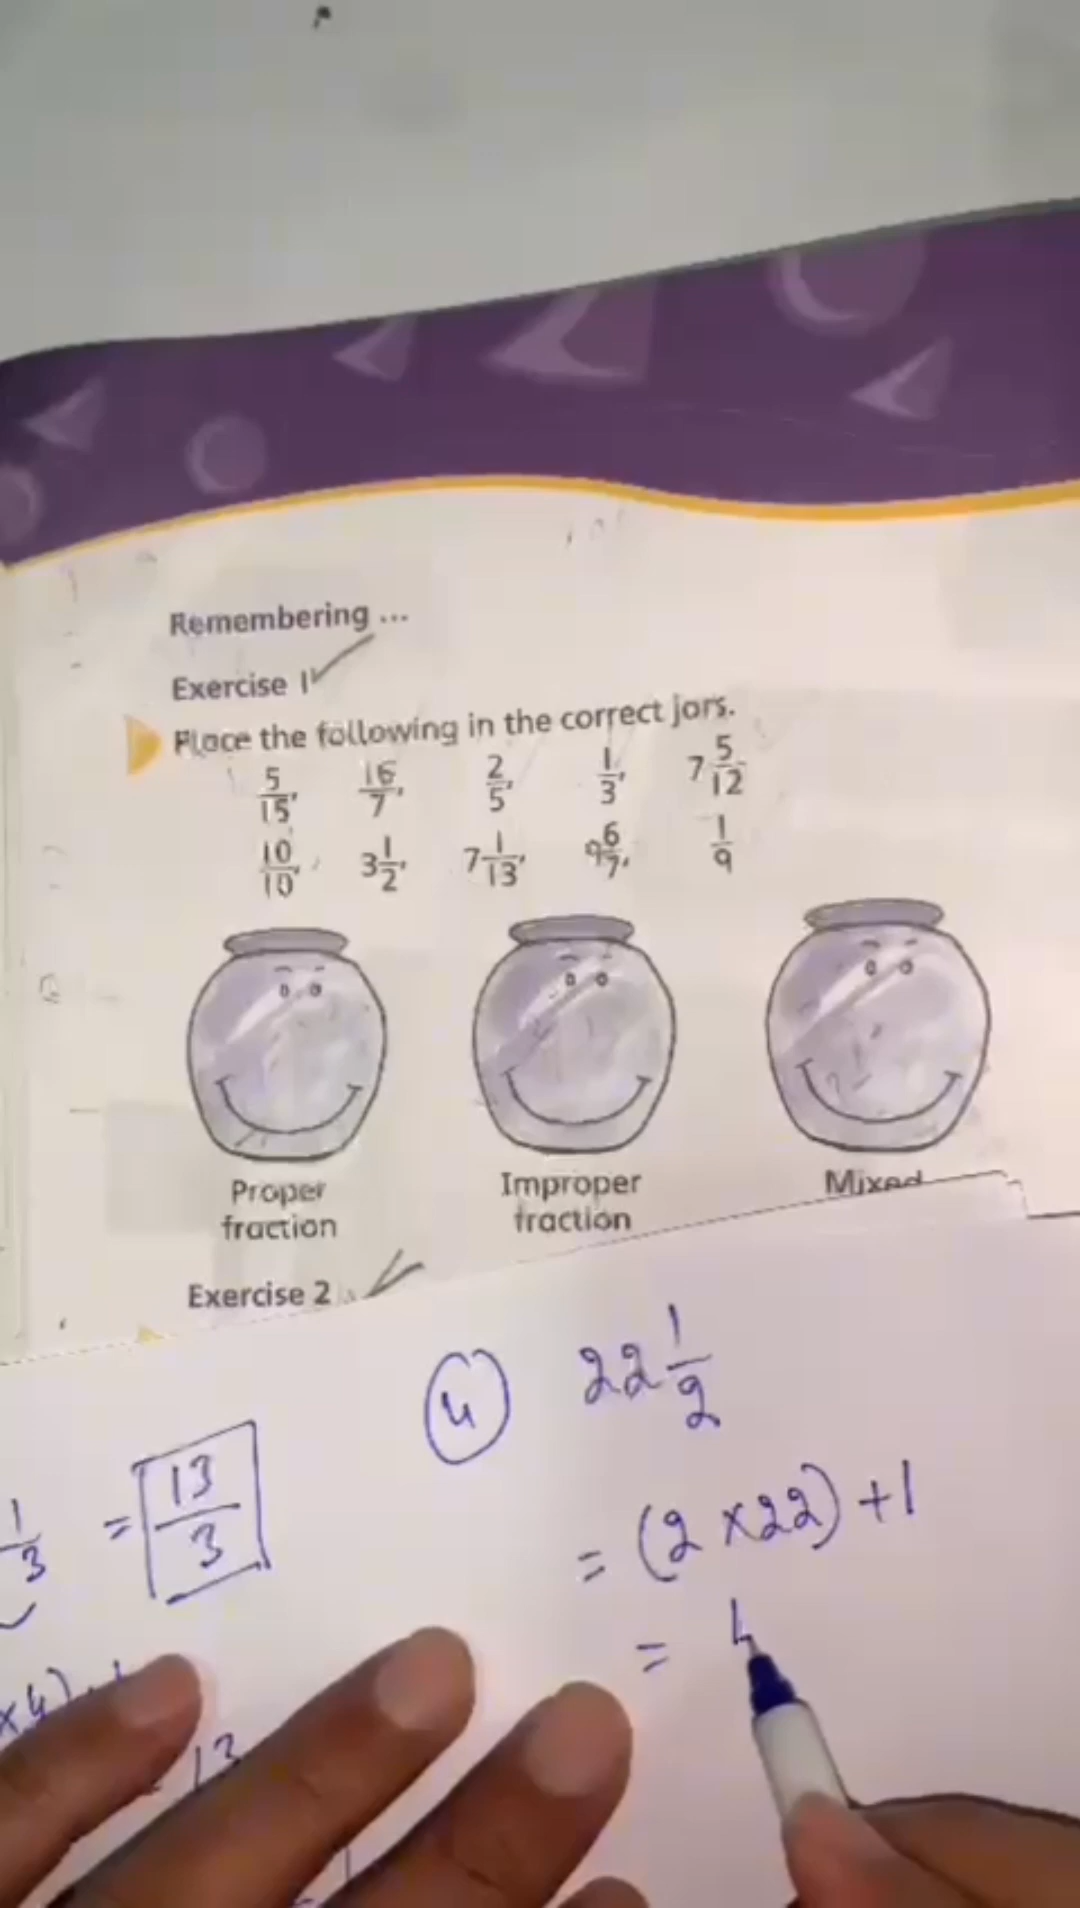 Remembering ...
Exercise 1
Place the following in the correct jars.
5/15, 16/7, 2/5, 1/3, 7 5/12
10/10, 3 1/2, 7 1/13, 9 6/7, 1/9
Proper fraction
Improper fraction
Mixed
Exercise 2
1/3 = 13/3
×4)
13
4 22 1/2
= (2 ×22) +1
= 4